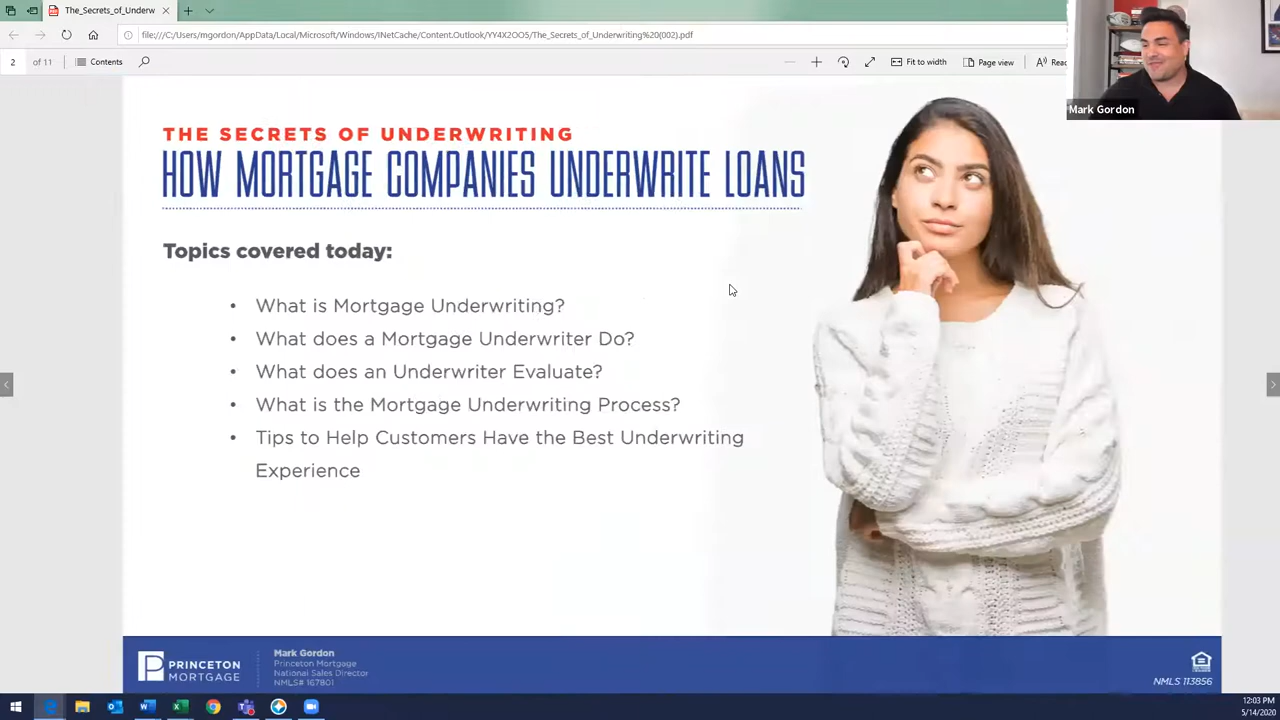 The_Secrets_of_Underw
file:///C:/Users/mgordon/AppData/Local/Microsoft/Windows/INetCache/Content.Outlook/YY4X2OO5/The_Secrets_of_Underwriting%20(002).pdf
2 of 11 Contents Fit to width Page view Read
Mark Gordon
THE SECRETS OF UNDERWRITING
HOW MORTGAGE COMPANIES UNDERWRITE LOANS
Topics covered today:
• What is Mortgage Underwriting?
• What does a Mortgage Underwriter Do?
• What does an Underwriter Evaluate?
• What is the Mortgage Underwriting Process?
• Tips to Help Customers Have the Best Underwriting
Experience
PRINCETON
MORTGAGE
Mark Gordon
Princeton Mortgage
National Sales Director
NMLS# 167801
NMLS 113856
12:03 PM
5/14/2020